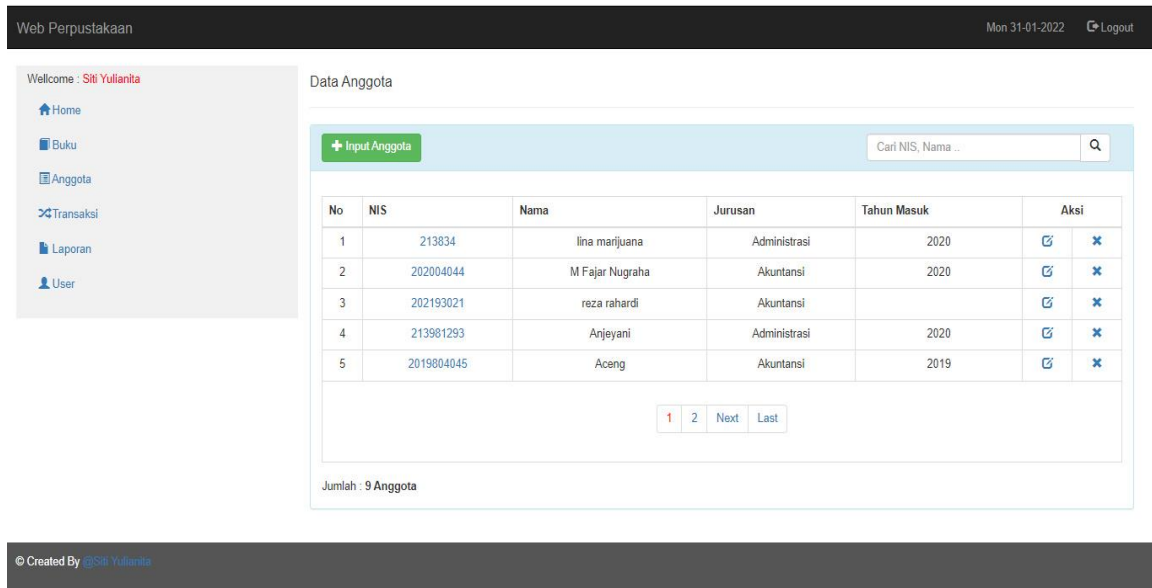 Web Perpustakaan Mon 31-01-2022 Logout
Wellcome : Siti Yulianita
Home
Buku
Anggota
Transaksi
Laporan
User
Data Anggota
Input Anggota Cari NIS, Nama ..
No NIS Nama Jurusan Tahun Masuk Aksi
1 213834 lina marijuana Administrasi 2020
2 202004044 M Fajar Nugraha Akuntansi 2020
3 202193021 reza rahardi Akuntansi
4 213981293 Anjeyani Administrasi 2020
5 2019804045 Aceng Akuntansi 2019
1 2 Next Last
Jumlah : 9 Anggota
© Created By @Siti Yulianita